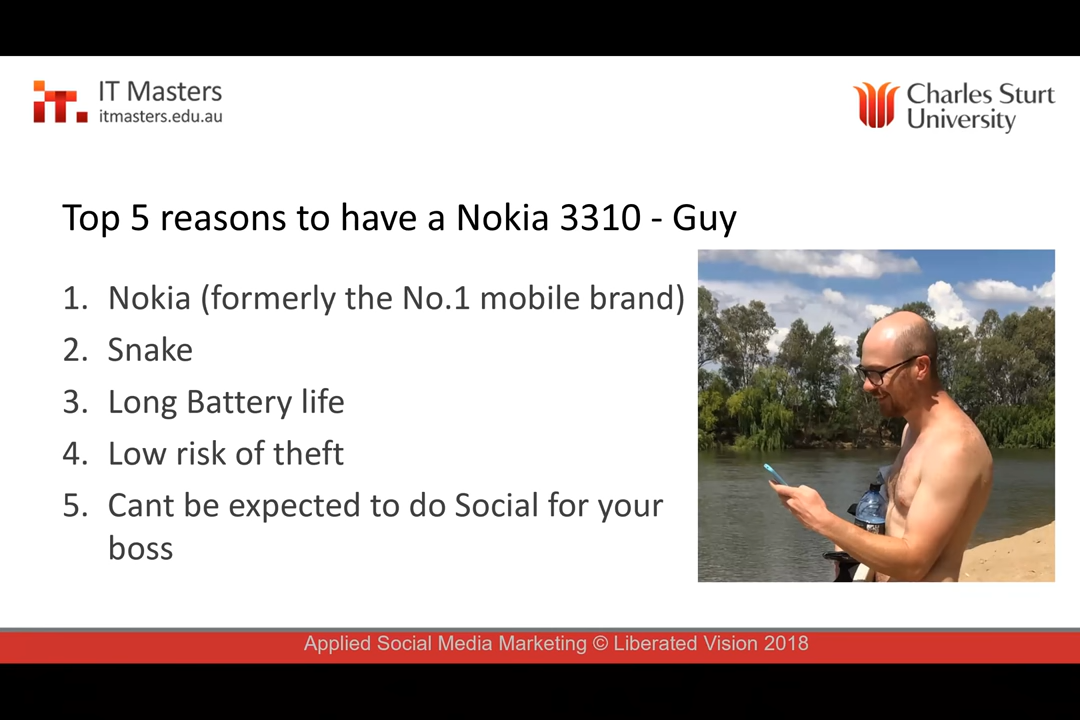 IT Masters
itmasters.edu.au
Charles Sturt
University
Top 5 reasons to have a Nokia 3310 - Guy
1. Nokia (formerly the No.1 mobile brand)
2. Snake
3. Long Battery life
4. Low risk of theft
5. Cant be expected to do Social for your
boss
Applied Social Media Marketing © Liberated Vision 2018